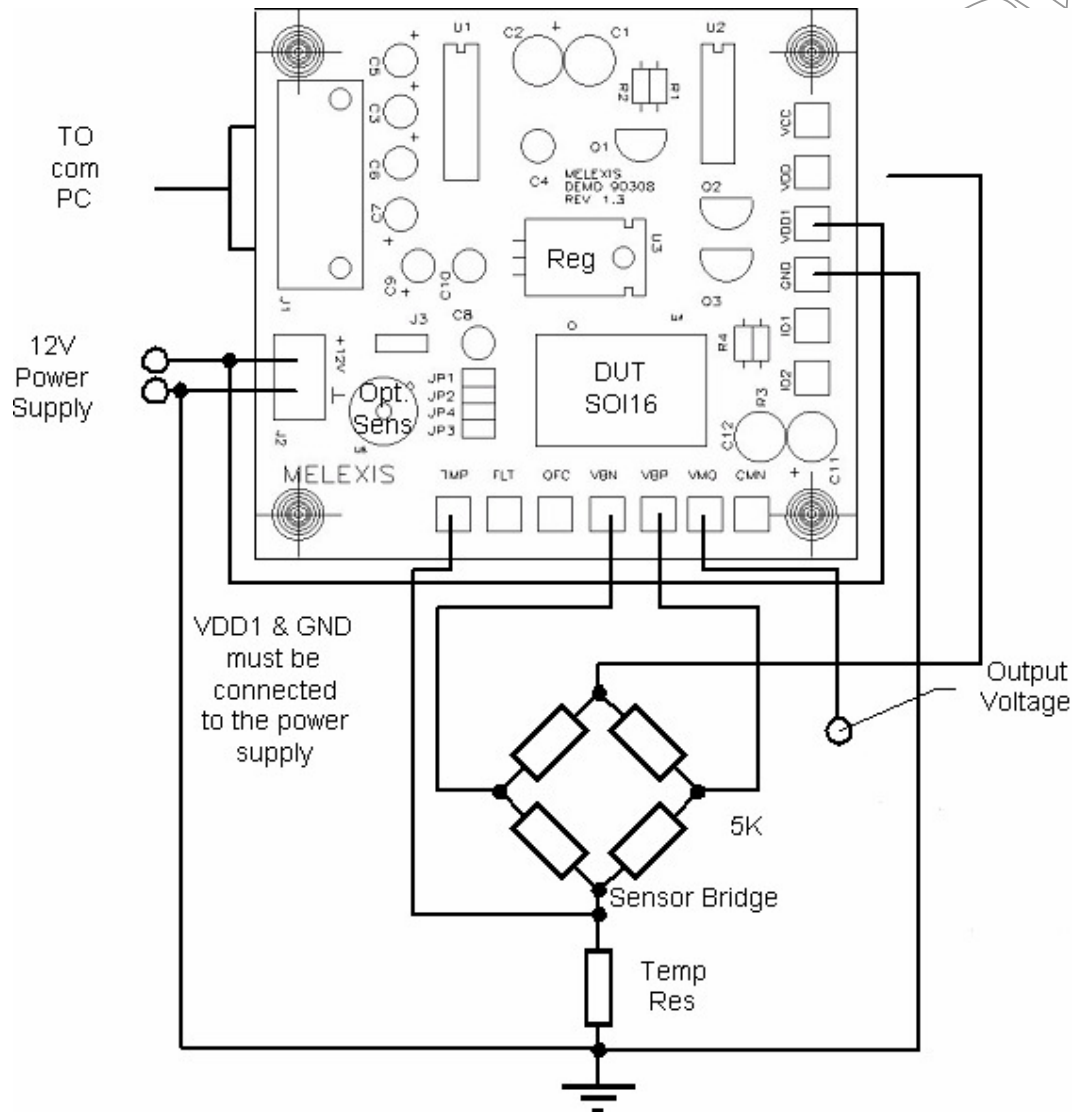 U1
C2
+
C1
U2
+
C5
R2
R1
+
C3
VCC
TO
com
PC
Q1
+
C6
C4
MELEXIS
DEMO 90308
REV 1.3
Q2
VDD
C7
+
VDD1
Reg
U3
C9
+
C10
GND
J1
Q3
J3
C8
IO1
12V
Power
Supply
+12V
R4
DUT
SOI16
JP1
JP2
JP4
JP3
Opt.
Sens
IO2
R3
J2
C12
+
C11
MELEXIS
TMP
FLT
OFC
VBN
VBP
VMO
CMN
VDD1 & GND
must be
connected
to the power
supply
Output
Voltage
5K
Sensor Bridge
Temp
Res